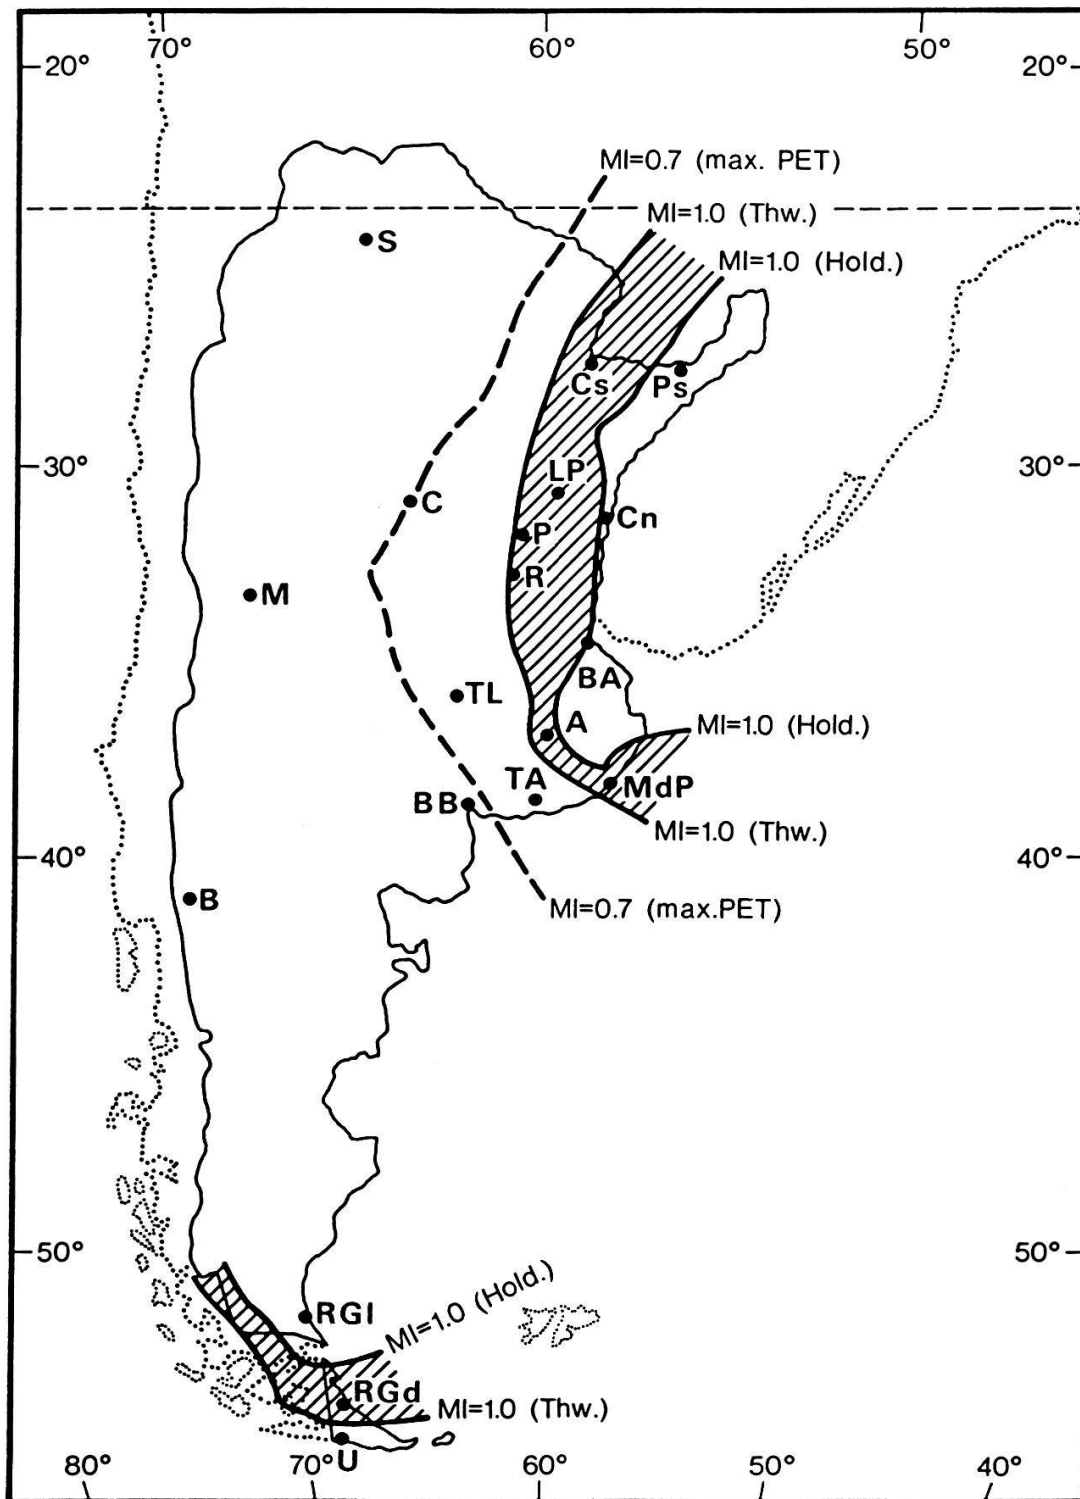 70° 60° 50°
20° 20°
MI=0.7 (max. PET)
MI=1.0 (Thw.)
S
MI=1.0 (Hold.)
Cs Ps
30° LP 30°
C Cn
P
R
M
BA
TL
A MI=1.0 (Hold.)
TA MdP
BB
MI=1.0 (Thw.)
40° 40°
B
MI=0.7 (max.PET)
50° 50°
MI=1.0 (Hold.)
RGl
RGd
MI=1.0 (Thw.)
U
80° 70° 60° 50° 40°